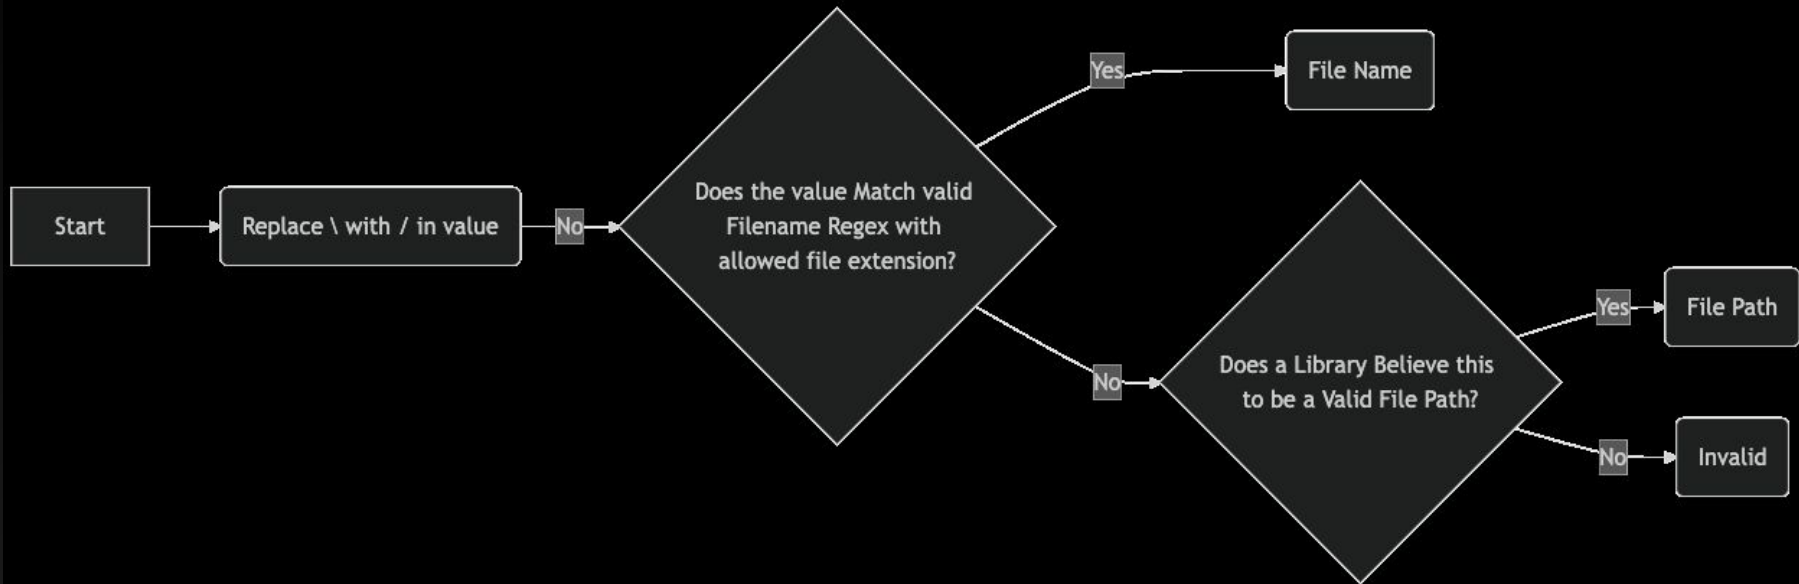 Start
Replace \ with / in value
No
Does the value Match valid
Filename Regex with
allowed file extension?
Yes
File Name
No
Does a Library Believe this
to be a Valid File Path?
Yes
File Path
No
Invalid